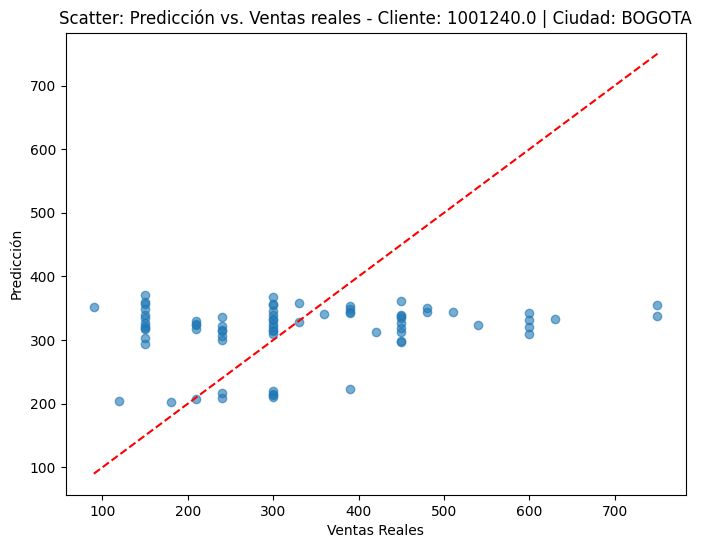 Scatter: Predicción vs. Ventas reales - Cliente: 1001240.0 | Ciudad: BOGOTA
Predicción
700
600
500
400
300
200
100
100 200 300 400 500 600 700
Ventas Reales